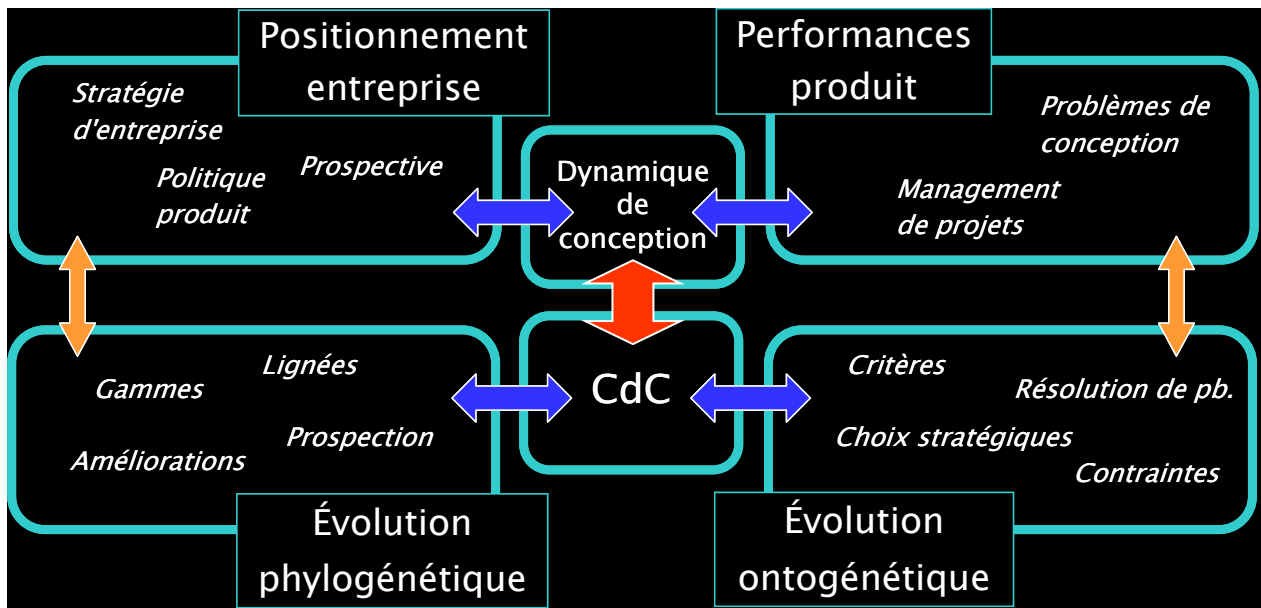 Positionnement
entreprise
Stratégie
d'entreprise
Politique
produit
Prospective
Dynamique
de
conception
Performances
produit
Problèmes de
conception
Management
de projets
Lignées
Gammes
Prospection
Améliorations
Évolution
phylogénétique
CdC
Critères
Résolution de pb.
Choix stratégiques
Contraintes
Évolution
ontogénétique